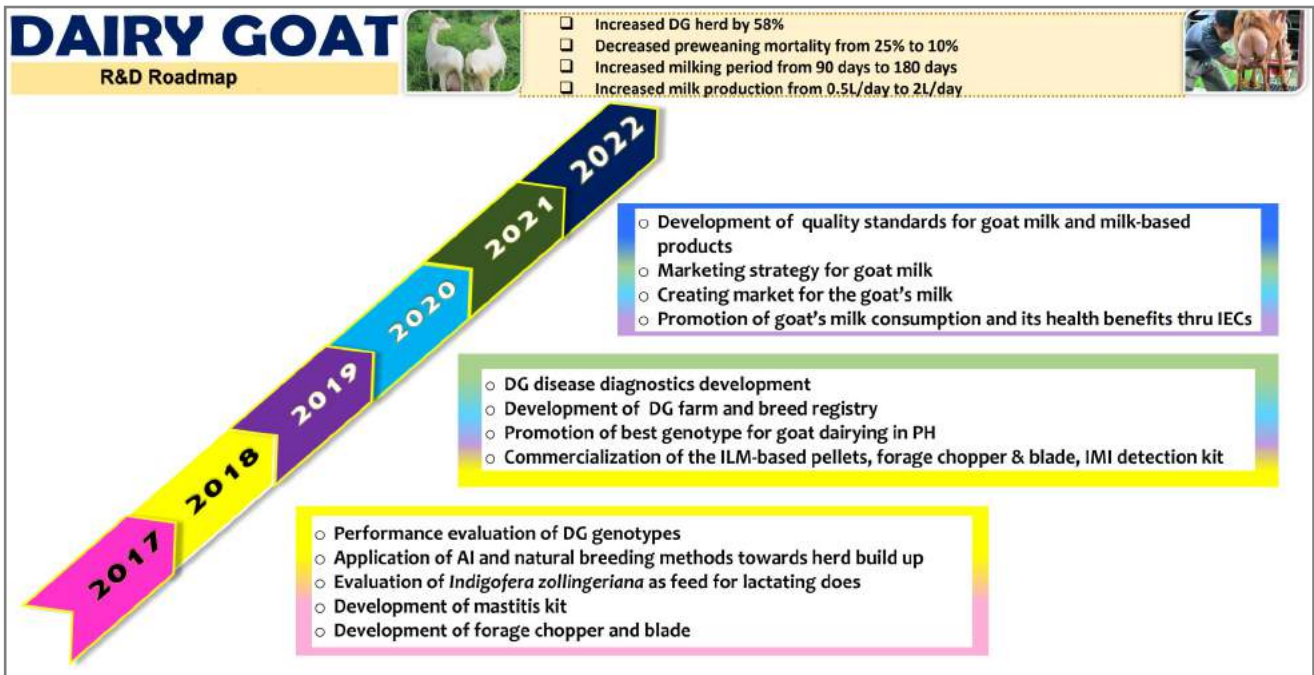 DAIRY GOAT
R&D Roadmap
❑ Increased DG herd by 58%
❑ Decreased preweaning mortality from 25% to 10%
❑ Increased milking period from 90 days to 180 days
❑ Increased milk production from 0.5L/day to 2L/day
2022
2021
2020
2019
2018
2017
○ Development of quality standards for goat milk and milk-based
products
○ Marketing strategy for goat milk
○ Creating market for the goat’s milk
○ Promotion of goat’s milk consumption and its health benefits thru IECs
○ DG disease diagnostics development
○ Development of DG farm and breed registry
○ Promotion of best genotype for goat dairying in PH
○ Commercialization of the ILM-based pellets, forage chopper & blade, IMI detection kit
○ Performance evaluation of DG genotypes
○ Application of AI and natural breeding methods towards herd build up
○ Evaluation of Indigofera zollingeriana as feed for lactating does
○ Development of mastitis kit
○ Development of forage chopper and blade